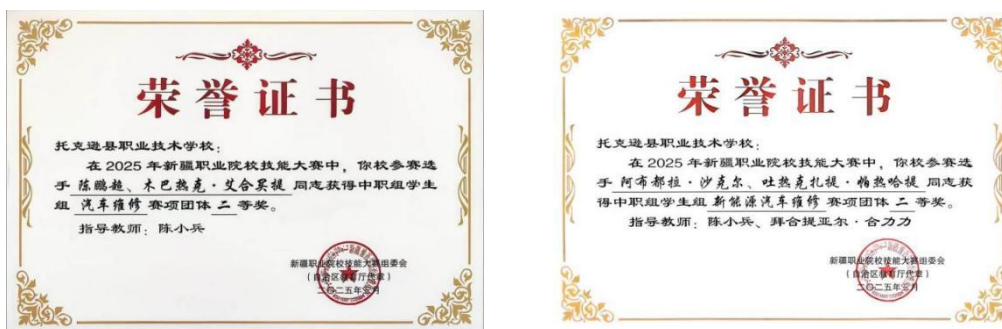 荣誉证书
托克逊县职业技术学校:
在 2025 年新疆职业院校技能大赛中,你校参赛选
手 陈鹏超、木巴热克·艾合买提 同志获得中职组学生
组 汽车维修 赛项团体 二 等奖。
指导教师:陈小兵
新疆职业院校技能大赛组委会
(自治区教育厅代章)
二〇二五年三月
荣誉证书
托克逊县职业技术学校:
在 2025 年新疆职业院校技能大赛中,你校参赛选
手 阿布都拉·沙克尔、吐热克扎提·帕热哈提 同志获
得中职组学生组 新能源汽车维修 赛项团体 二 等奖。
指导教师:陈小兵、拜合提亚尔·合力力
新疆职业院校技能大赛组委会
(自治区教育厅代章)
二〇二五年三月